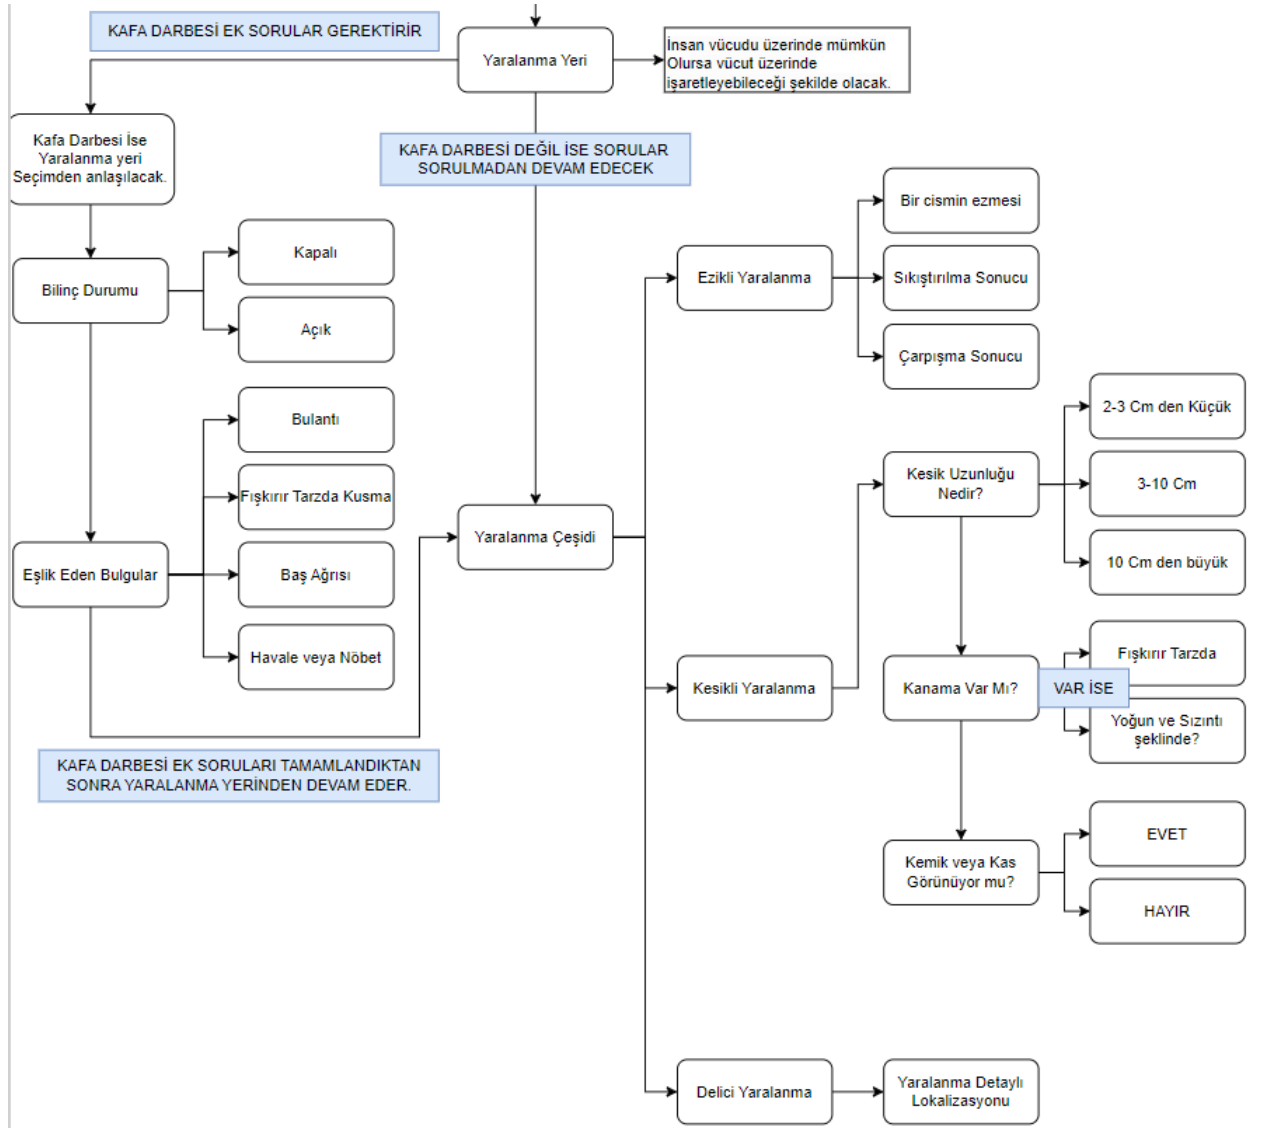 KAFA DARBESİ EK SORULAR GEREKTİRİR
Yaralanma Yeri
İnsan vücudu üzerinde mümkün
Olursa vücut üzerinde
işaretleyebileceği şekilde olacak.
Kafa Darbesi İse
Yaralanma yeri
Seçimden anlaşılacak.
KAFA DARBESİ DEĞİL İSE SORULAR
SORULMADAN DEVAM EDECEK
Bilinç Durumu
Kapalı
Açık
Eşlik Eden Bulgular
Bulantı
Fışkırır Tarzda Kusma
Baş Ağrısı
Havale veya Nöbet
KAFA DARBESİ EK SORULARI TAMAMLANDIKTAN
SONRA YARALANMA YERİNDEN DEVAM EDER.
Yaralanma Çeşidi
Ezikli Yaralanma
Bir cismin ezmesi
Sıkıştırılma Sonucu
Çarpışma Sonucu
Kesikli Yaralanma
Kesik Uzunluğu
Nedir?
2-3 Cm den Küçük
3-10 Cm
10 Cm den büyük
Kanama Var Mı?
VAR İSE
Fışkırır Tarzda
Yoğun ve Sızıntı
şeklinde?
Kemik veya Kas
Görünüyor mu?
EVET
HAYIR
Delici Yaralanma
Yaralanma Detaylı
Lokalizasyonu